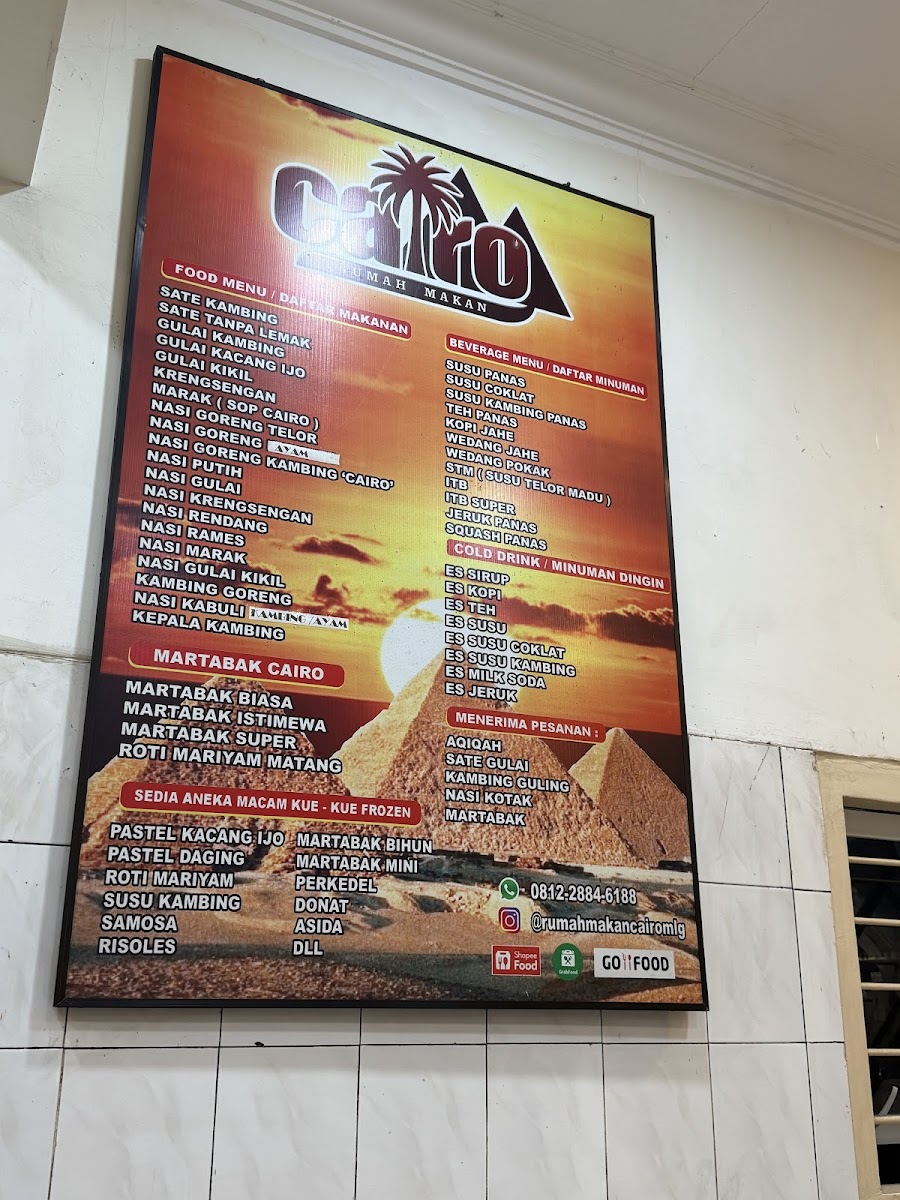 Cairo
RUMAH MAKAN
FOOD MENU / DAFTAR MAKANAN
SATE KAMBING
SATE TANPA LEMAK
GULAI KAMBING
GULAI KACANG IJO
GULAI KIKIL
KRENGSENGAN
MARAK ( SOP CAIRO )
NASI GORENG TELOR
NASI GORENG AYAM
NASI GORENG KAMBING 'CAIRO'
NASI PUTIH
NASI GULAI
NASI KRENGSENGAN
NASI RENDANG
NASI RAMES
NASI MARAK
NASI GULAI KIKIL
KAMBING GORENG
NASI KABULI KAMBING /AYAM
KEPALA KAMBING
MARTABAK CAIRO
MARTABAK BIASA
MARTABAK ISTIMEWA
MARTABAK SUPER
ROTI MARIYAM MATANG
SEDIA ANEKA MACAM KUE - KUE FROZEN
PASTEL KACANG IJO
PASTEL DAGING
ROTI MARIYAM
SUSU KAMBING
SAMOSA
RISOLES
MARTABAK BIHUN
MARTABAK MINI
PERKEDEL
DONAT
ASIDA
DLL
BEVERAGE MENU / DAFTAR MINUMAN
SUSU PANAS
SUSU COKLAT
SUSU KAMBING PANAS
TEH PANAS
KOPI JAHE
WEDANG JAHE
WEDANG POKAK
STM ( SUSU TELOR MADU )
ITB
ITB SUPER
JERUK PANAS
SQUASH PANAS
COLD DRINK / MINUMAN DINGIN
ES SIRUP
ES KOPI
ES TEH
ES SUSU
ES SUSU COKLAT
ES SUSU KAMBING
ES MILK SODA
ES JERUK
MENERIMA PESANAN :
AQIQAH
SATE GULAI
KAMBING GULING
NASI KOTAK
MARTABAK
0812-2884-6188
@rumahmakancairomlg
Shopee
Food
GrabFood
GO FOOD